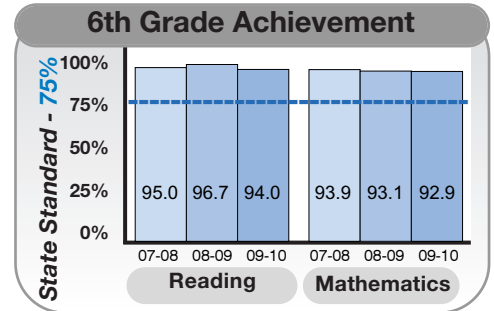 6th Grade Achievement
State Standard - 75%
100%
75%
50%
25%
0%
95.0 96.7 94.0 93.9 93.1 92.9
07-08 08-09 09-10 07-08 08-09 09-10
Reading Mathematics